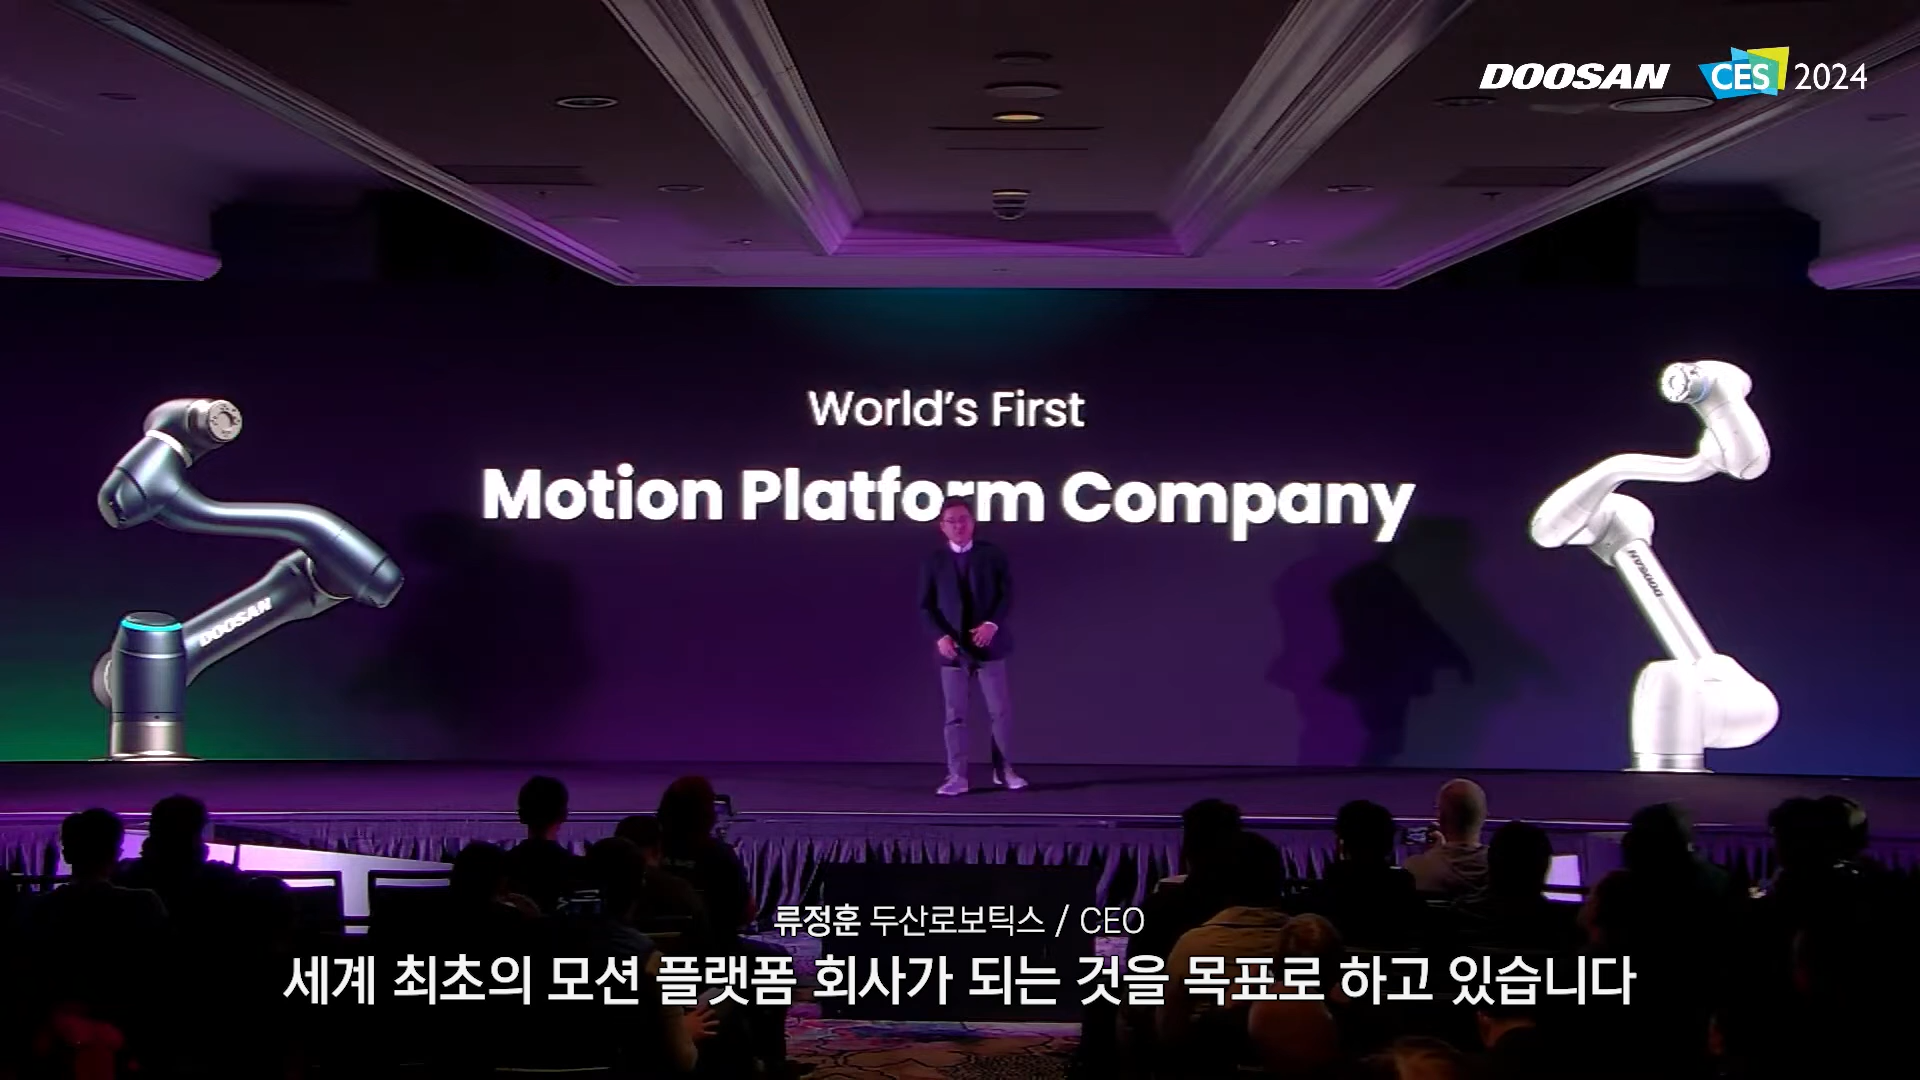 DOOSAN CES 2024
World's First
Motion Platform Company
DOOSAN
DOOSAN
류정훈 두산로보틱스 / CEO
세계 최초의 모션 플랫폼 회사가 되는 것을 목표로 하고 있습니다